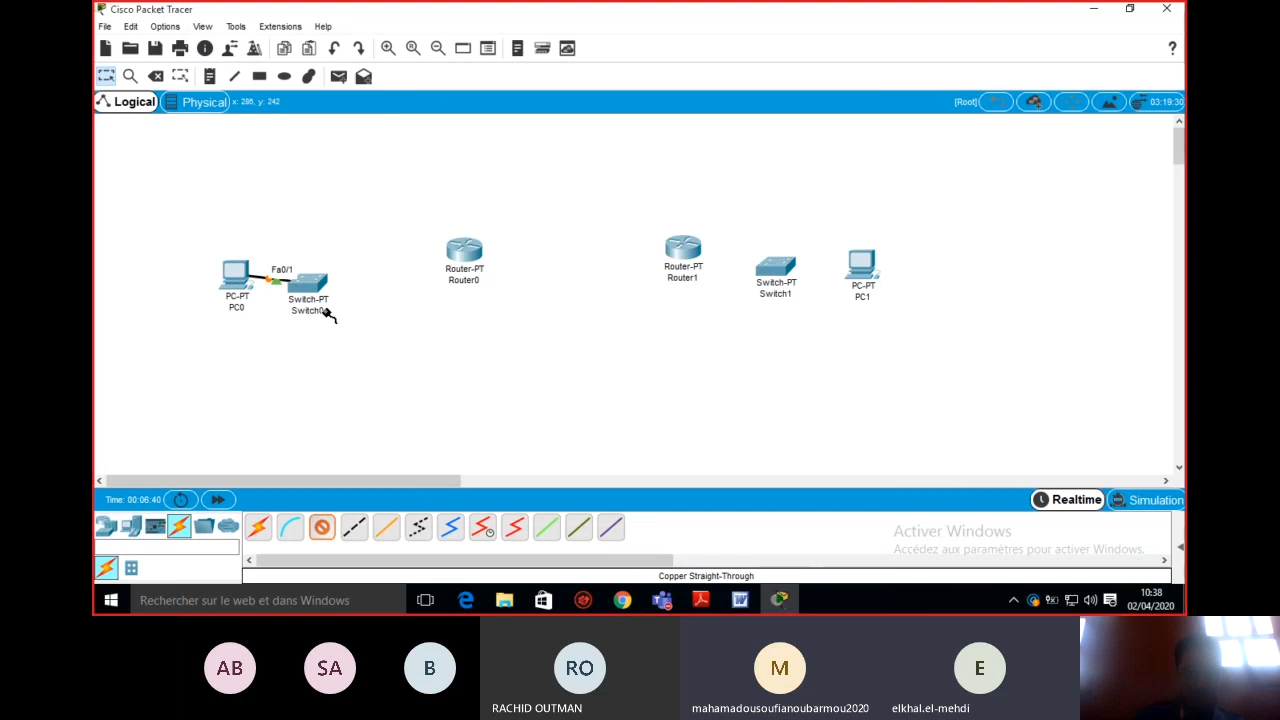 Cisco Packet Tracer
File Edit Options View Tools Extensions Help
Logical Physical x: 286, y: 242 [Root] 03:19:30
Fa0/1
PC-PT
PC0
Switch-PT
Switch0
Router-PT
Router0
Router-PT
Router1
Switch-PT
Switch1
PC-PT
PC1
Time: 00:06:40 Realtime Simulation
Activer Windows
Accédez aux paramètres pour activer Windows.
Copper Straight-Through
Rechercher sur le web et dans Windows
10:38
02/04/2020
AB SA B RO M E
RACHID OUTMAN mahamadousoufianoubarmou2020 elkhal.el-mehdi